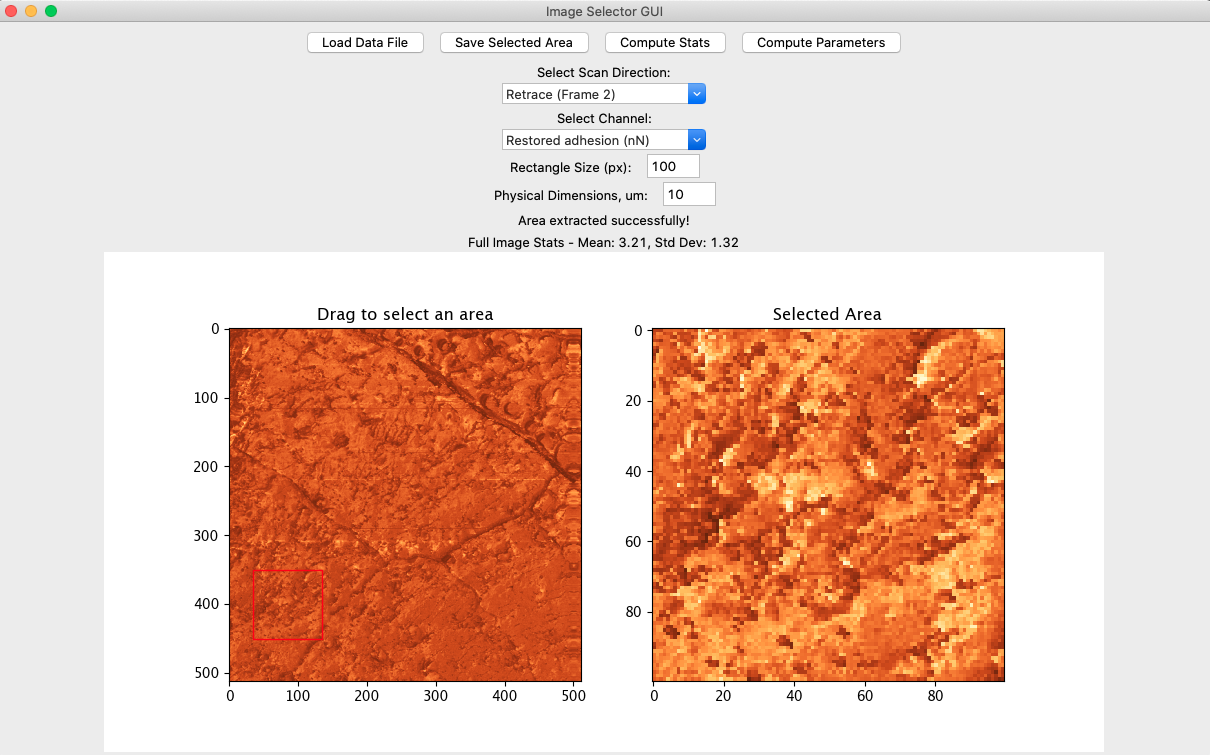 Image Selector GUI
Load Data File Save Selected Area Compute Stats Compute Parameters
Select Scan Direction:
Retrace (Frame 2)
Select Channel:
Restored adhesion (nN)
Rectangle Size (px): 100
Physical Dimensions, um: 10
Area extracted successfully!
Full Image Stats - Mean: 3.21, Std Dev: 1.32
Drag to select an area
0
100
200
300
400
500
0 100 200 300 400 500
Selected Area
0
20
40
60
80
0 20 40 60 80